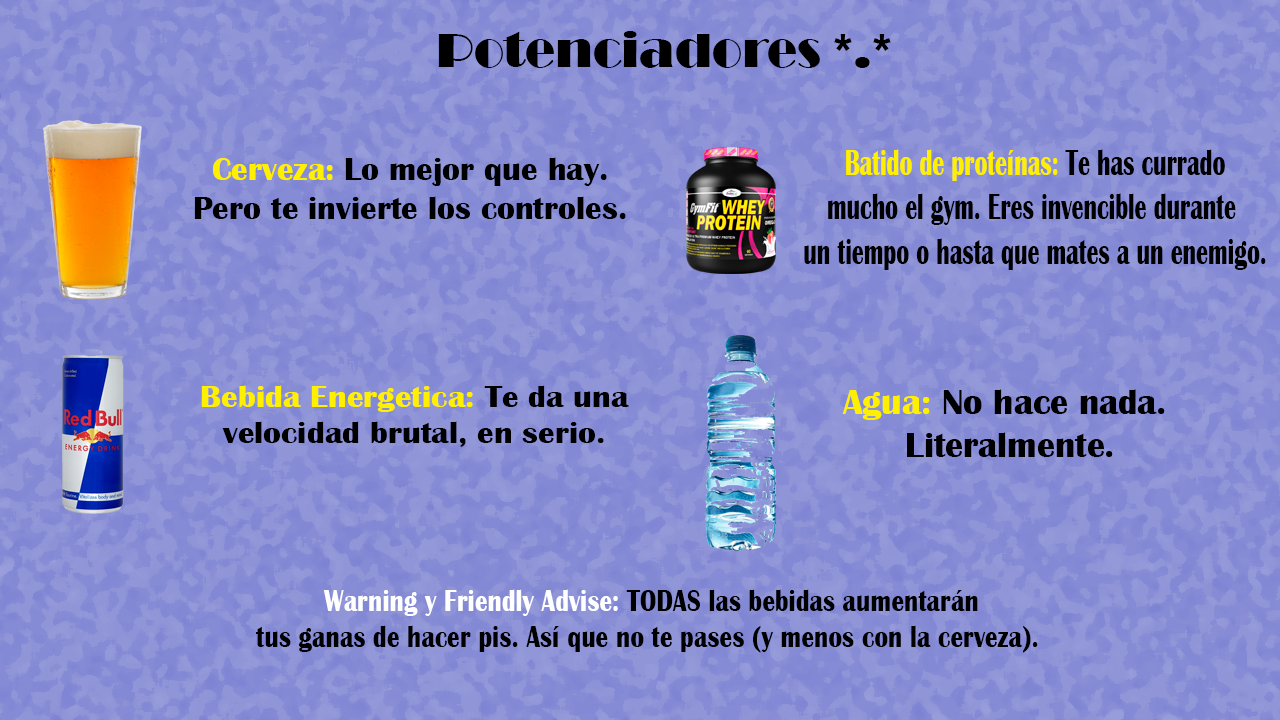 Potenciadores *.*
Cerveza: Lo mejor que hay.
Pero te invierte los controles.
GymFit WHEY
PROTEIN
Batido de proteínas: Te has currado
mucho el gym. Eres invencible durante
un tiempo o hasta que mates a un enemigo.
Red Bull
ENERGY DRINK
Bebida Energetica: Te da una
velocidad brutal, en serio.
Agua: No hace nada.
Literalmente.
Warning y Friendly Advise: TODAS las bebidas aumentarán
tus ganas de hacer pis. Así que no te pases (y menos con la cerveza).